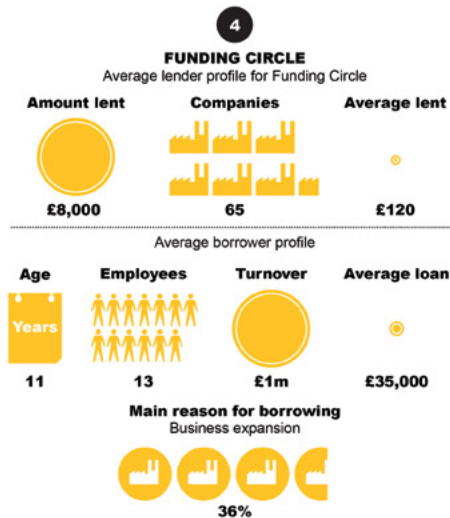 4
FUNDING CIRCLE
Average lender profile for Funding Circle
Amount lent
Companies
Average lent
£8,000
65
£120
Average borrower profile
Age
Employees
Turnover
Average loan
Years
11
13
£1m
£35,000
Main reason for borrowing
Business expansion
36%